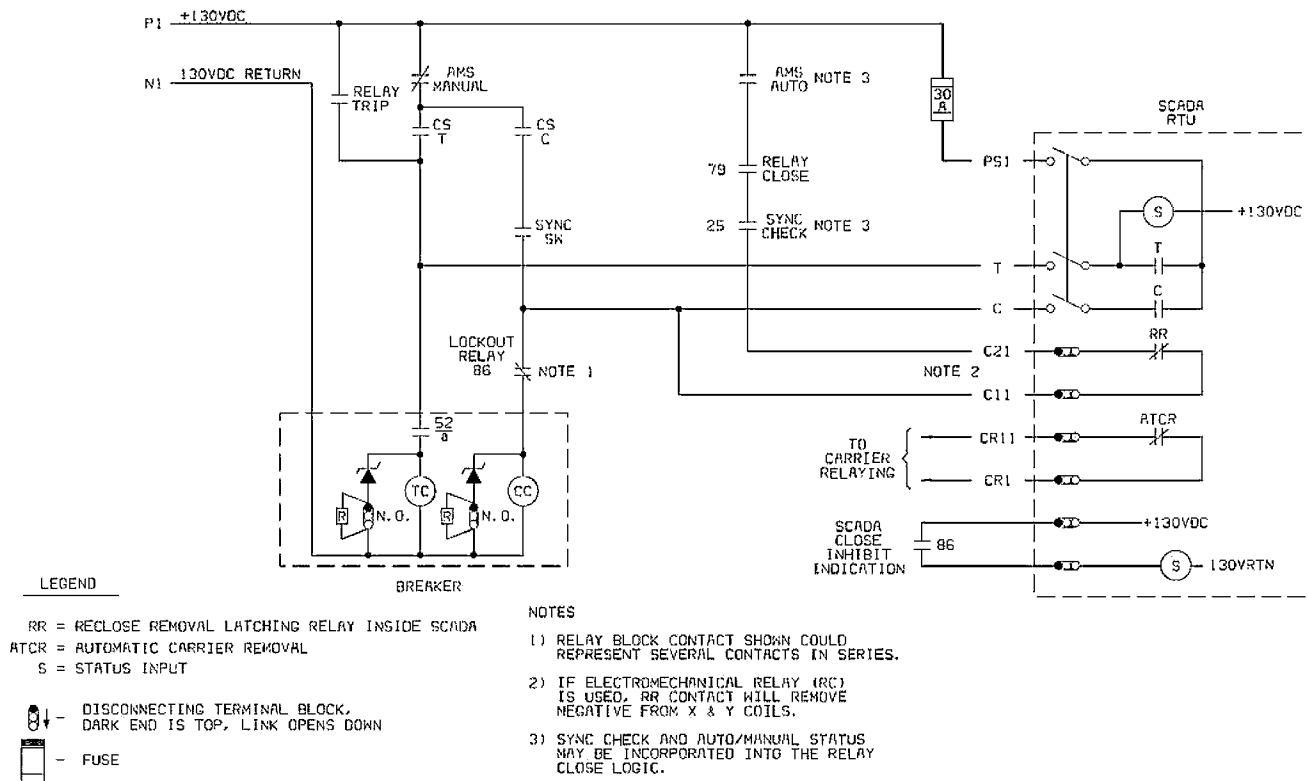 P1 +130VDC
N1 130VDC RETURN
RELAY
TRIP
AMS
MANUAL
CS
T
CS
C
SYNC
SW
AMS
AUTO
NOTE 3
79
RELAY
CLOSE
25
SYNC
CHECK
NOTE 3
30
A
SCADA
RTU
PS1
S
+130VDC
T
T
C
C
C21
RR
NOTE 2
C11
LOCKOUT
RELAY
86
NOTE 1
52
a
TC
CC
R
N.O.
R
N.O.
BREAKER
TO
CARRIER
RELAYING
CR11
ATCR
CR1
SCADA
CLOSE
INHIBIT
INDICATION
86
+130VDC
S
130VRTN
LEGEND
RR = RECLOSE REMOVAL LATCHING RELAY INSIDE SCADA
ATCR = AUTOMATIC CARRIER REMOVAL
S = STATUS INPUT
- DISCONNECTING TERMINAL BLOCK,
DARK END IS TOP, LINK OPENS DOWN
- FUSE
NOTES
1) RELAY BLOCK CONTACT SHOWN COULD
REPRESENT SEVERAL CONTACTS IN SERIES.
2) IF ELECTROMECHANICAL RELAY (RC)
IS USED, RR CONTACT WILL REMOVE
NEGATIVE FROM X & Y COILS.
3) SYNC CHECK AND AUTO/MANUAL STATUS
MAY BE INCORPORATED INTO THE RELAY
CLOSE LOGIC.